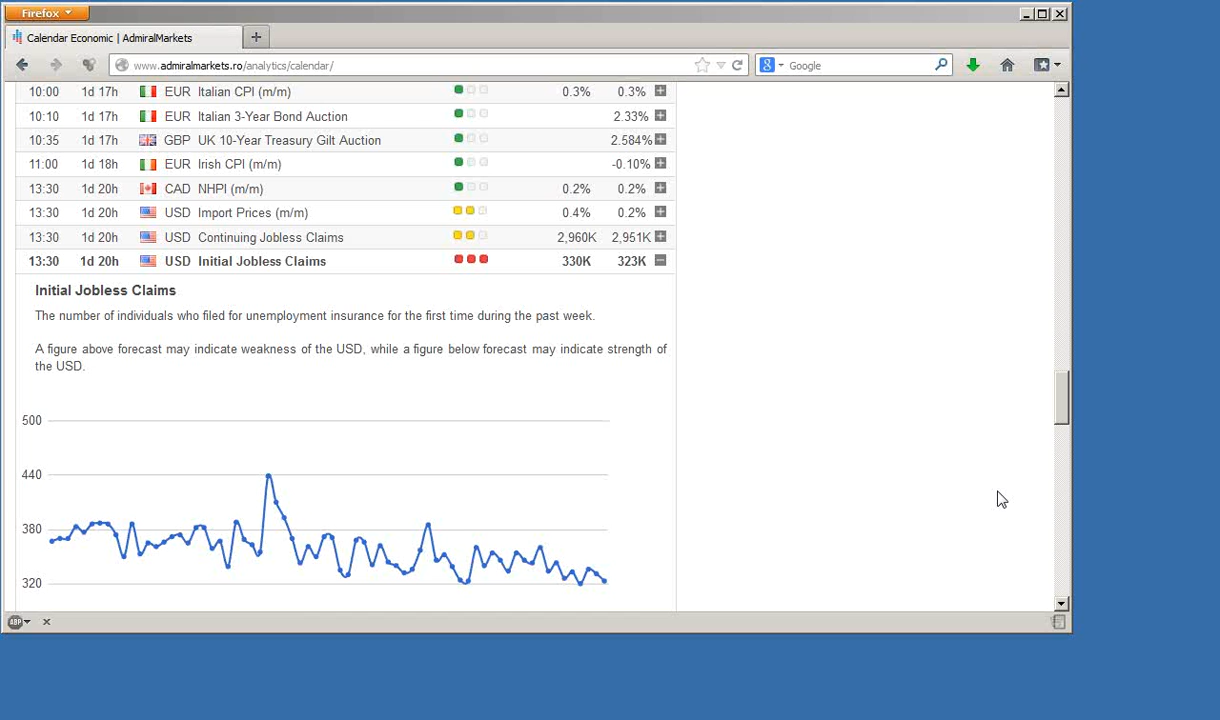 Firefox
Calendar Economic | AdmiralMarkets
www.admiralmarkets.ro/analytics/calendar/
8 Google
10:00 1d 17h EUR Italian CPI (m/m) 0.3% 0.3%
10:10 1d 17h EUR Italian 3-Year Bond Auction 2.33%
10:35 1d 17h GBP UK 10-Year Treasury Gilt Auction 2.584%
11:00 1d 18h EUR Irish CPI (m/m) -0.10%
13:30 1d 20h CAD NHPI (m/m) 0.2% 0.2%
13:30 1d 20h USD Import Prices (m/m) 0.4% 0.2%
13:30 1d 20h USD Continuing Jobless Claims 2,960K 2,951K
13:30 1d 20h USD Initial Jobless Claims 330K 323K
Initial Jobless Claims
The number of individuals who filed for unemployment insurance for the first time during the past week.
A figure above forecast may indicate weakness of the USD, while a figure below forecast may indicate strength of
the USD.
500
440
380
320
ABP